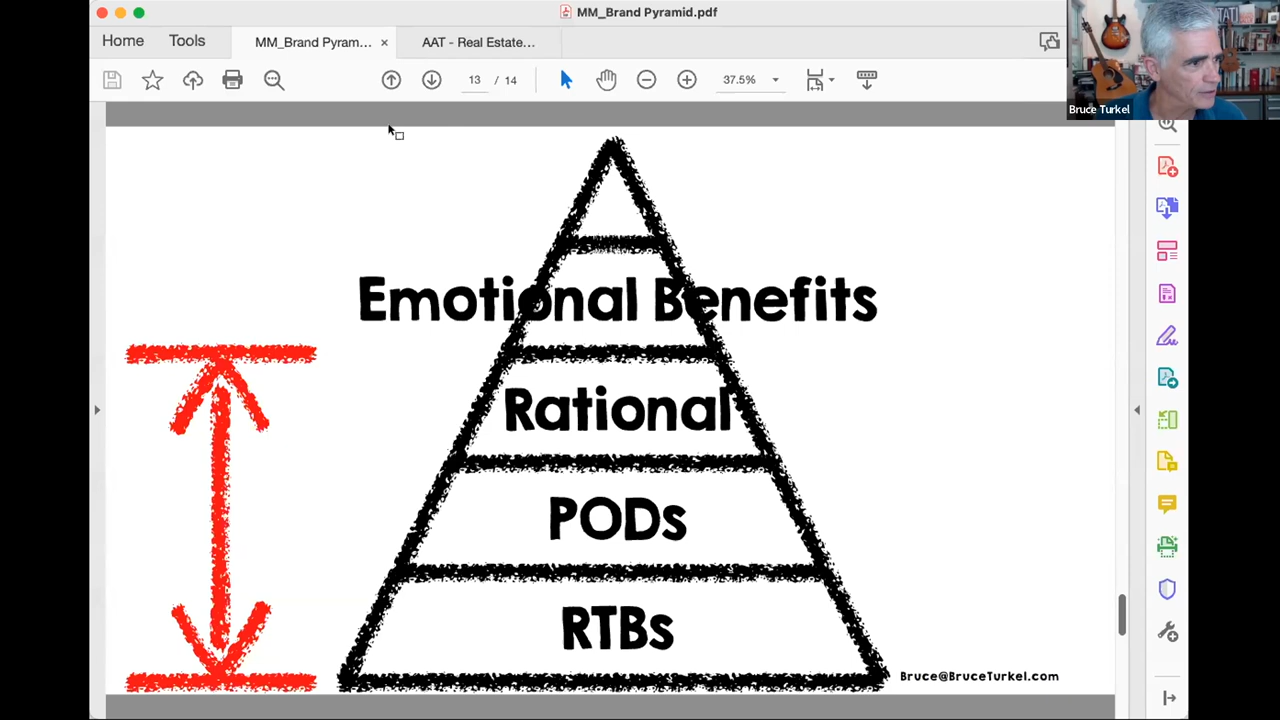 MM_Brand Pyramid.pdf
Home
Tools
MM_Brand Pyram...
×
AAT - Real Estate...
13 / 14
37.5%
Bruce Turkel
Emotional Benefits
Rational
PODs
RTBs
Bruce@BruceTurkel.com